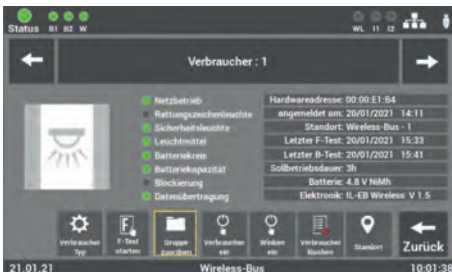 Status B1 B2 W WL I1 I2
Verbraucher : 1
Netzbetrieb
Rettungszeichenleuchte
Sicherheitsleuchte
Leuchtmittel
Batteriekreis
Batteriekapazität
Blockierung
Datenübertragung
Hardwareadresse: 00:00:E1:B4
angemeldet am: 20/01/2021 14:11
Standort: Wireless-Bus - 1
Letzter F-Test: 20/01/2021 15:33
Letzter B-Test: 20/01/2021 15:41
Sollbetriebsdauer: 3h
Batterie: 4.8 V NiMh
Elektronik: IL-EB Wireless V 1.5
Verbraucher Typ
F-Test starten
Gruppe zuordnen
Verbraucher ein
Winken ein
Verbraucher löschen
Standort
Zurück
21.01.21 Wireless-Bus 10:01:38